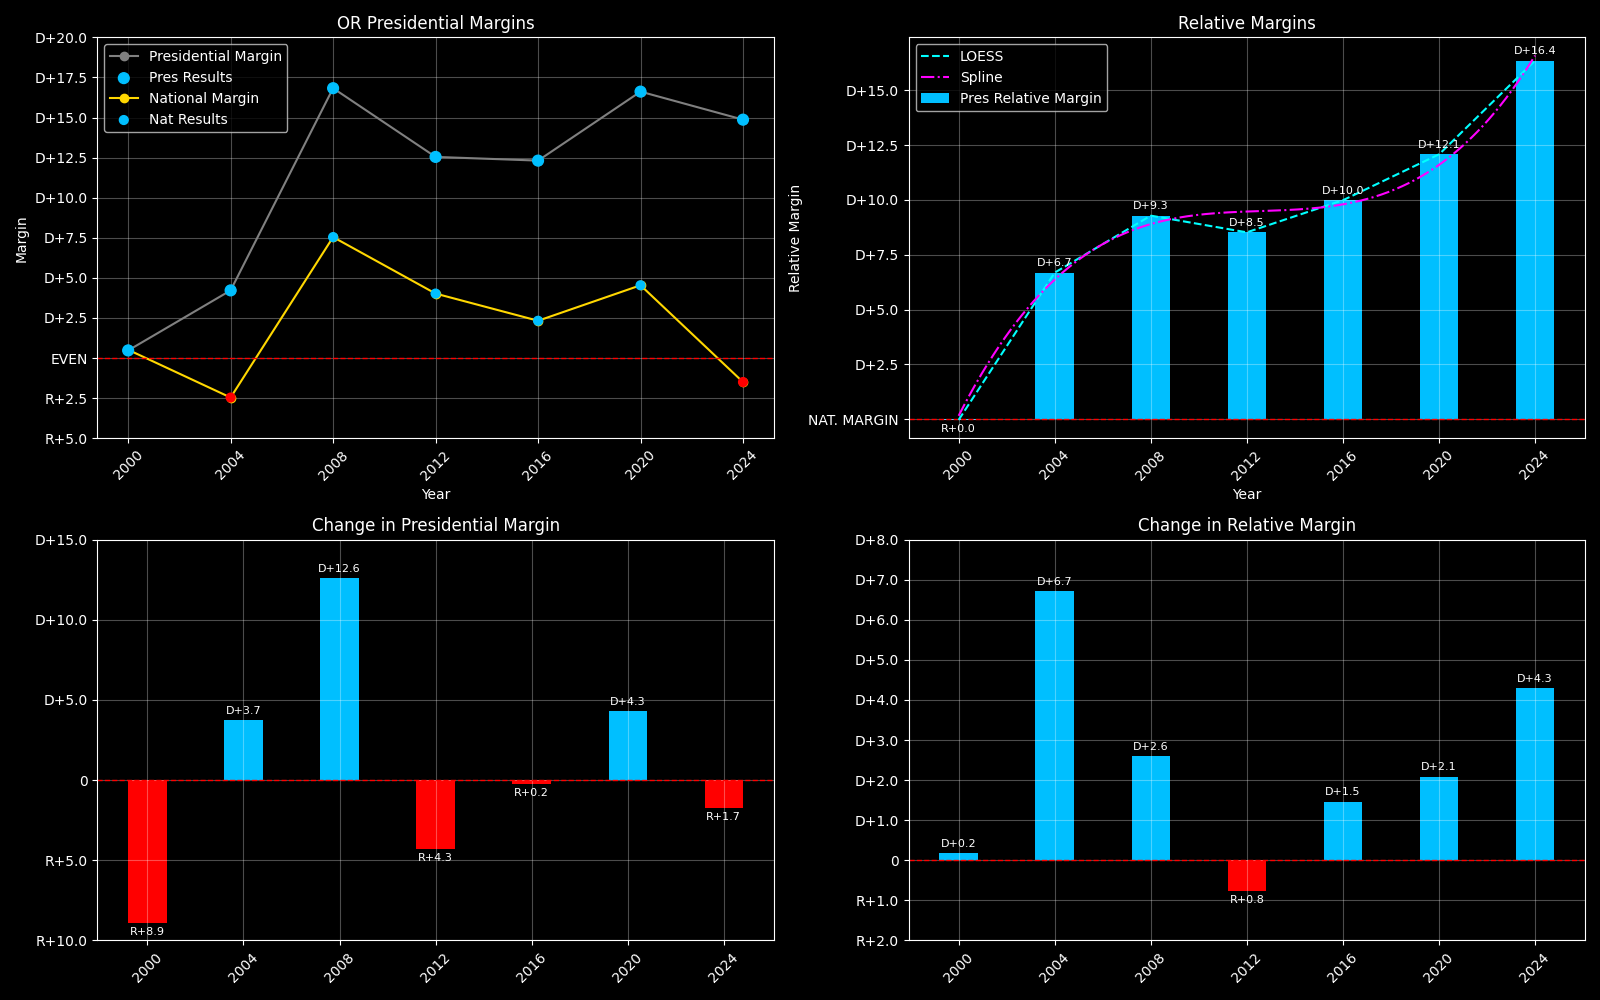 OR Presidential Margins
D+20.0
D+17.5
D+15.0
D+12.5
D+10.0
D+7.5
D+5.0
D+2.5
EVEN
R+2.5
R+5.0
Margin
Presidential Margin
Pres Results
National Margin
Nat Results
2000
2004
2008
2012
2016
2020
2024
Year
Relative Margins
D+15.0
D+12.5
D+10.0
D+7.5
D+5.0
D+2.5
NAT. MARGIN
Relative Margin
LOESS
Spline
Pres Relative Margin
R+0.0
D+6.7
D+9.3
D+8.5
D+10.0
D+12.1
D+16.4
2000
2004
2008
2012
2016
2020
2024
Year
Change in Presidential Margin
D+15.0
D+10.0
D+5.0
0
R+5.0
R+10.0
R+8.9
D+3.7
D+12.6
R+4.3
R+0.2
D+4.3
R+1.7
2000
2004
2008
2012
2016
2020
2024
Change in Relative Margin
D+8.0
D+7.0
D+6.0
D+5.0
D+4.0
D+3.0
D+2.0
D+1.0
0
R+1.0
R+2.0
D+0.2
D+6.7
D+2.6
R+0.8
D+1.5
D+2.1
D+4.3
2000
2004
2008
2012
2016
2020
2024